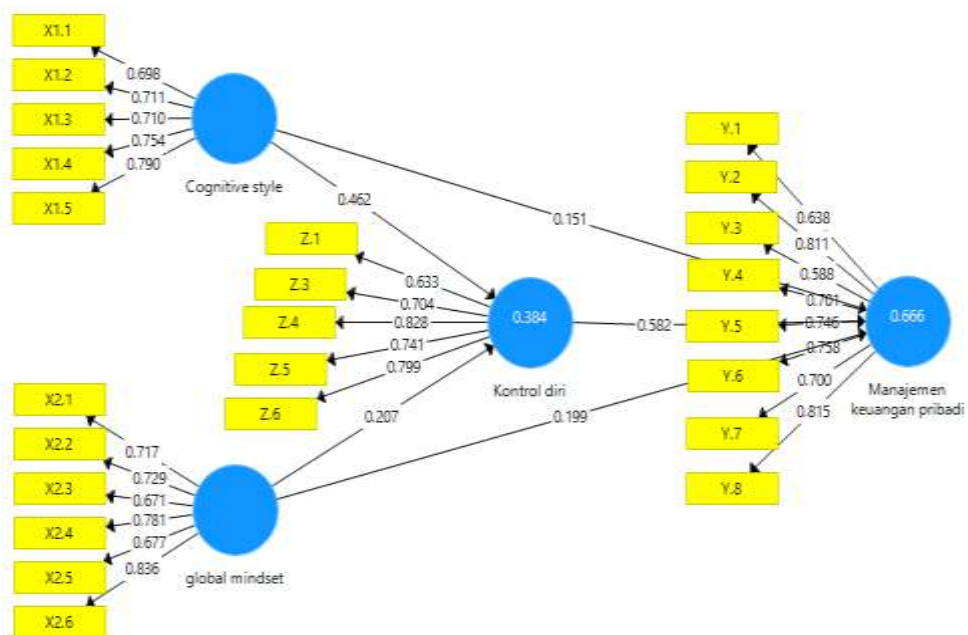 X1.1
X1.2
X1.3
X1.4
X1.5
0.698
0.711
0.710
0.754
0.790
Cognitive style
0.462
0.151
Z.1
Z.3
Z.4
Z.5
Z.6
0.633
0.704
0.828
0.741
0.799
0.384
Kontrol diri
0.582
0.207
0.199
X2.1
X2.2
X2.3
X2.4
X2.5
X2.6
0.717
0.729
0.671
0.781
0.677
0.836
global mindset
Y.1
Y.2
Y.3
Y.4
Y.5
Y.6
Y.7
Y.8
0.638
0.811
0.588
0.746
0.758
0.700
0.815
0.666
Manajemen
keuangan pribadi